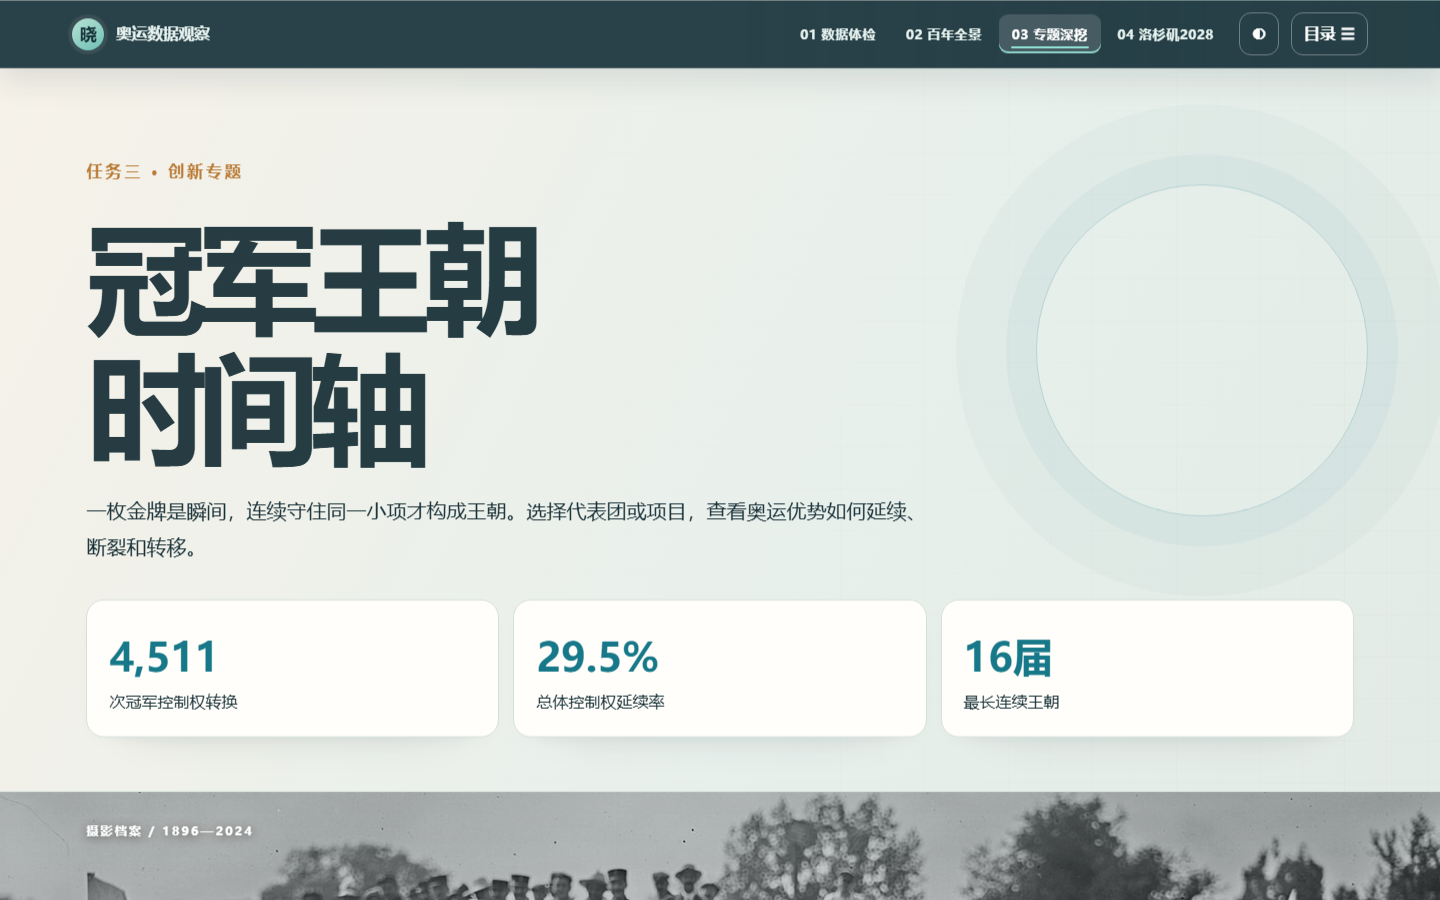 晓 奥运数据观察 01 数据体检 02 百年全景 03 专题深挖 04 洛杉矶2028 目录
任务三 • 创新专题
冠军王朝
时间轴
一枚金牌是瞬间，连续守住同一小项才构成王朝。选择代表团或项目，查看奥运优势如何延续、
断裂和转移。
4,511 29.5% 16届
次冠军控制权转换 总体控制权延续率 最长连续王朝
摄影档案 / 1896—2024